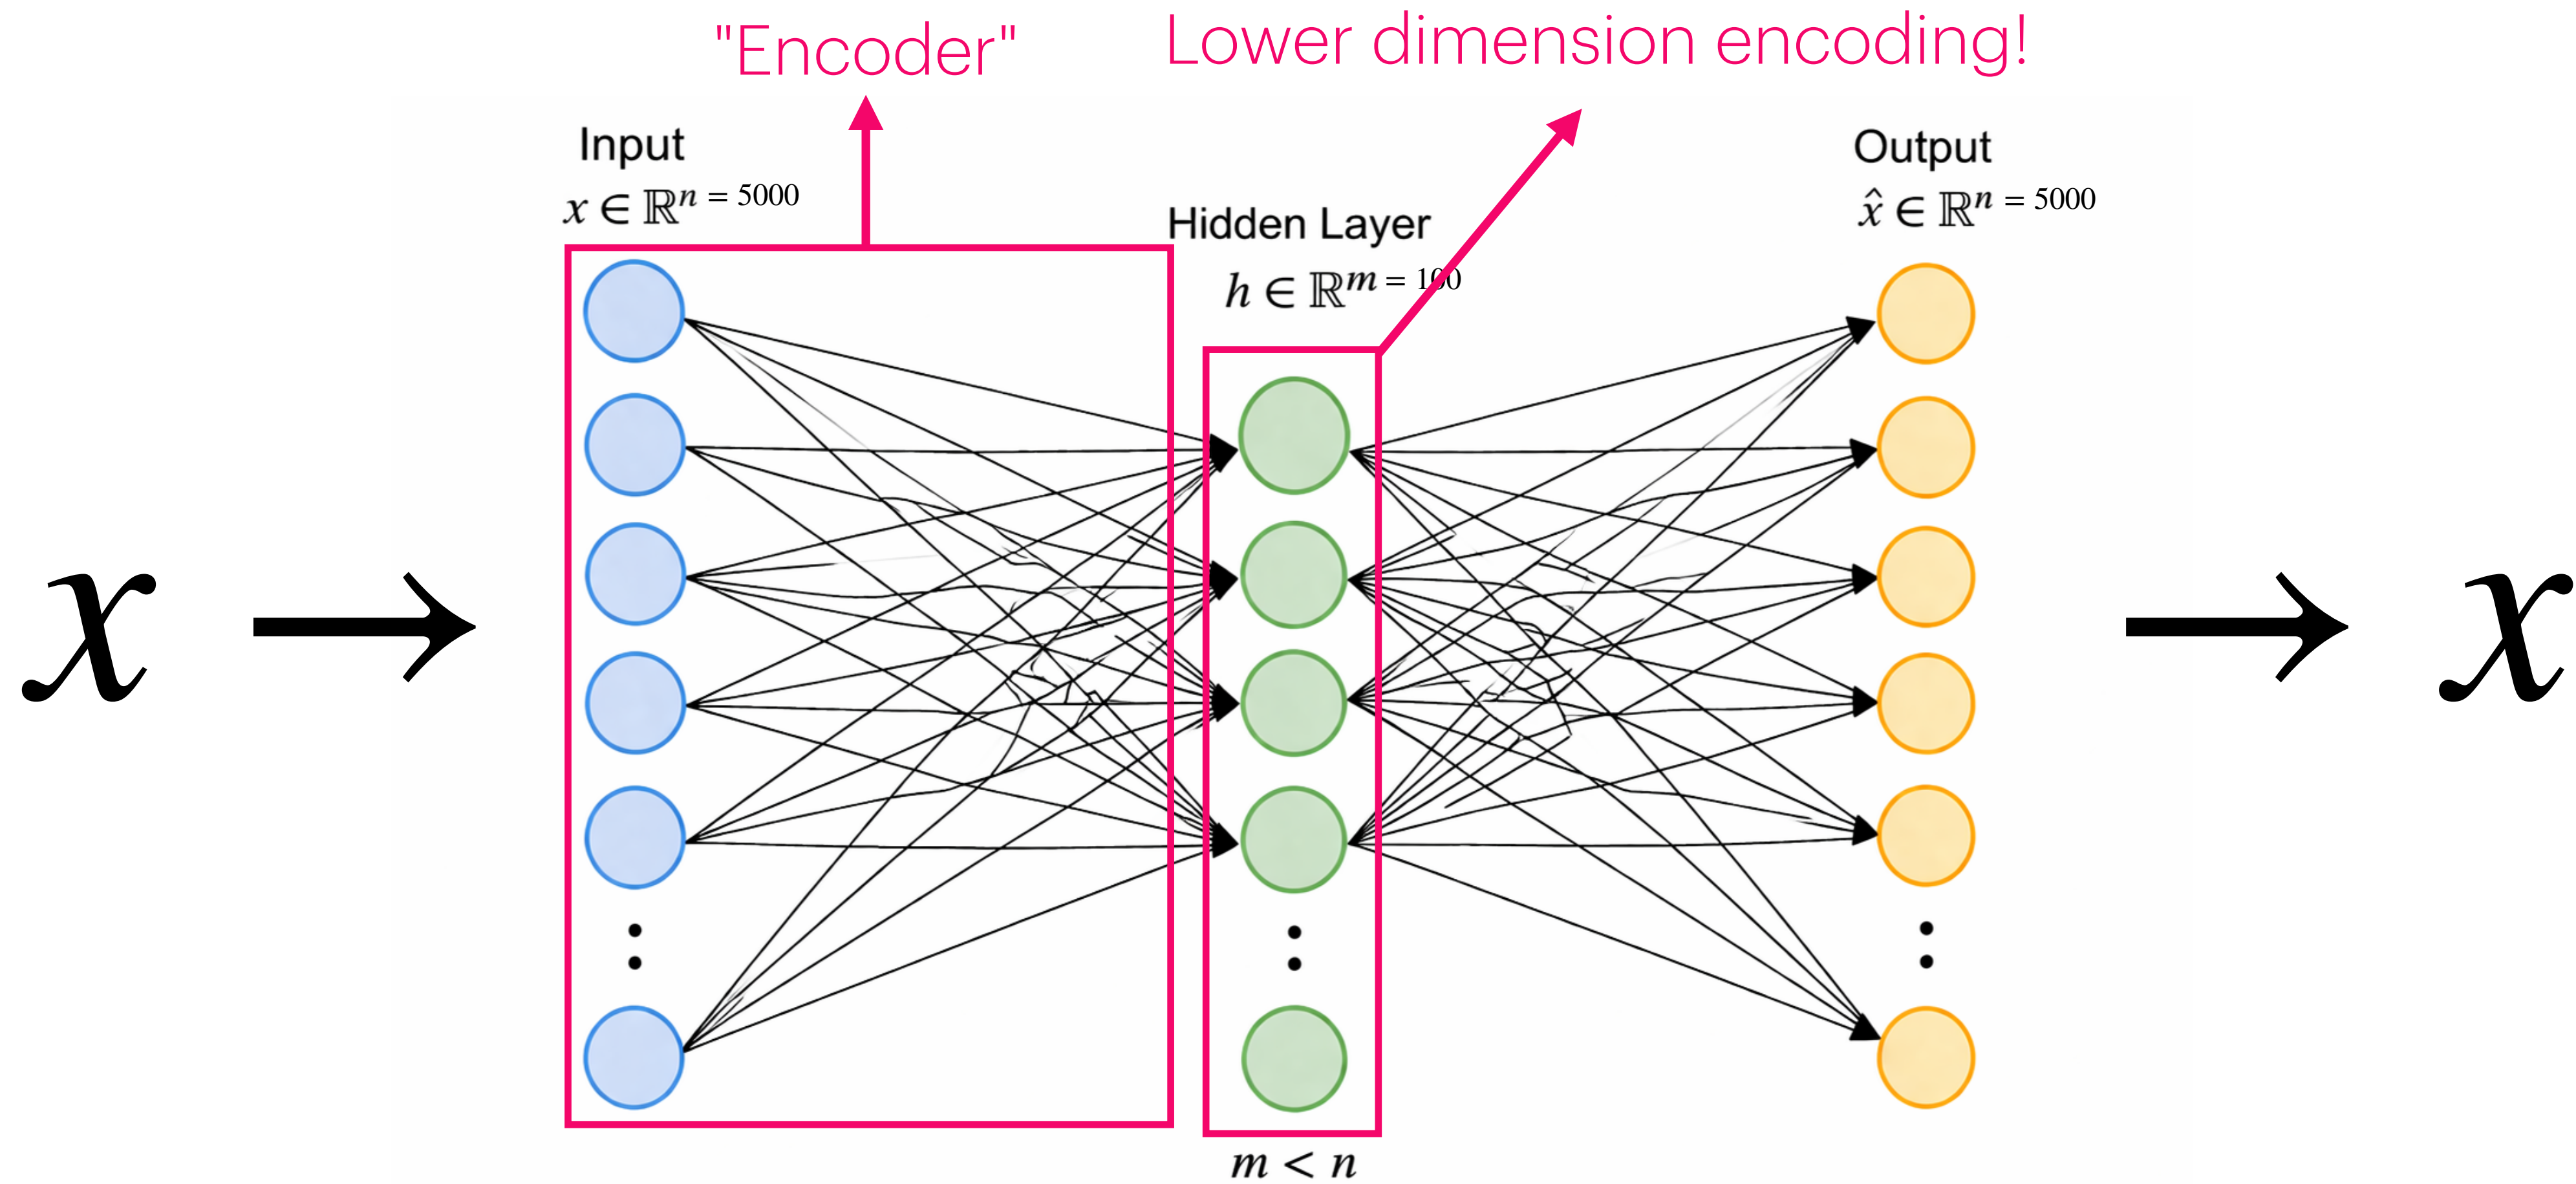 "Encoder"
Lower dimension encoding!
Input
x ∈ ℝⁿ ⁼ ⁵⁰⁰⁰
Hidden Layer
h ∈ ℝᵐ ⁼ ¹⁰⁰
Output
x̂ ∈ ℝⁿ ⁼ ⁵⁰⁰⁰
x →
→ x
m < n